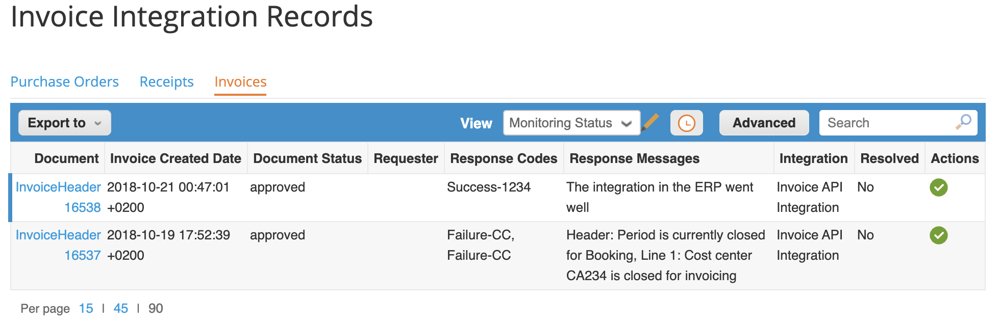 Invoice Integration Records
Purchase Orders Receipts Invoices
Export to View Monitoring Status Advanced Search
Document Invoice Created Date Document Status Requester Response Codes Response Messages Integration Resolved Actions
InvoiceHeader 2018-10-21 00:47:01 approved Success-1234 The integration in the ERP went Invoice API No
16538 +0200 well Integration
InvoiceHeader 2018-10-19 17:52:39 approved Failure-CC, Header: Period is currently closed Invoice API No
16537 +0200 Failure-CC for Booking, Line 1: Cost center Integration
CA234 is closed for invoicing
Per page 15 | 45 | 90